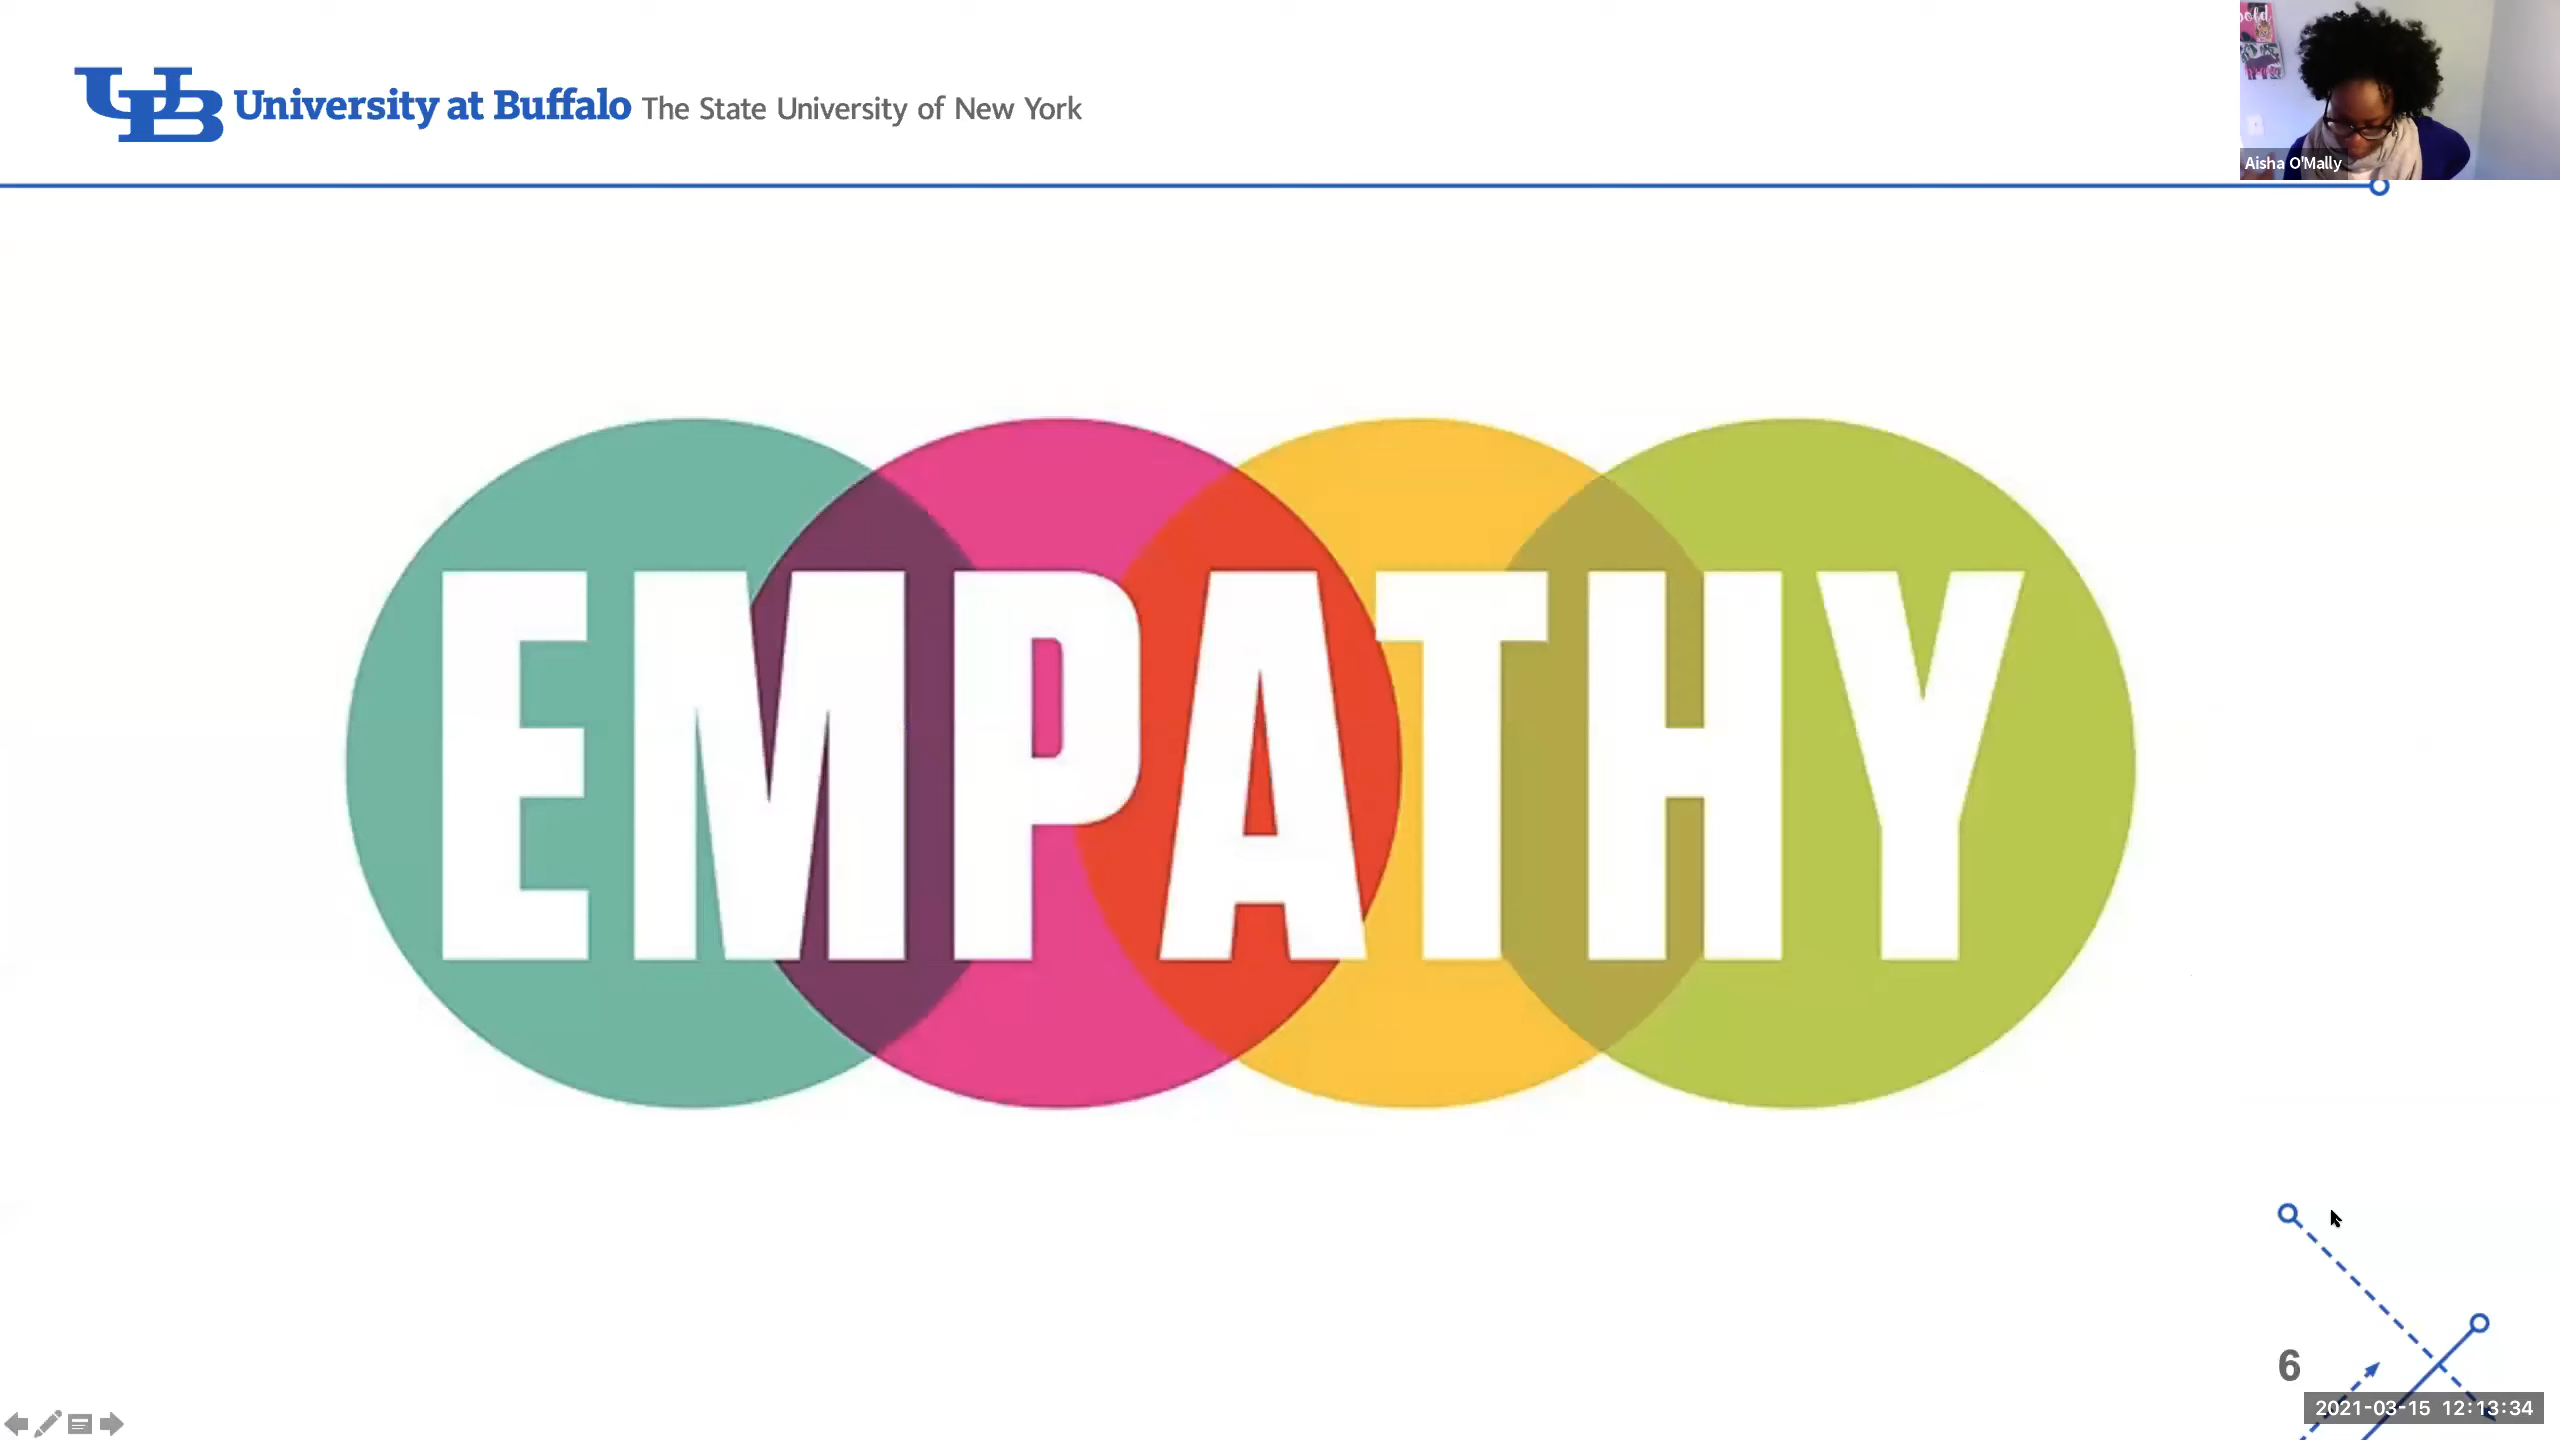 University at Buffalo The State University of New York
bold
Aisha O'Mally
EMPATHY
6
2021-03-15 12:13:34